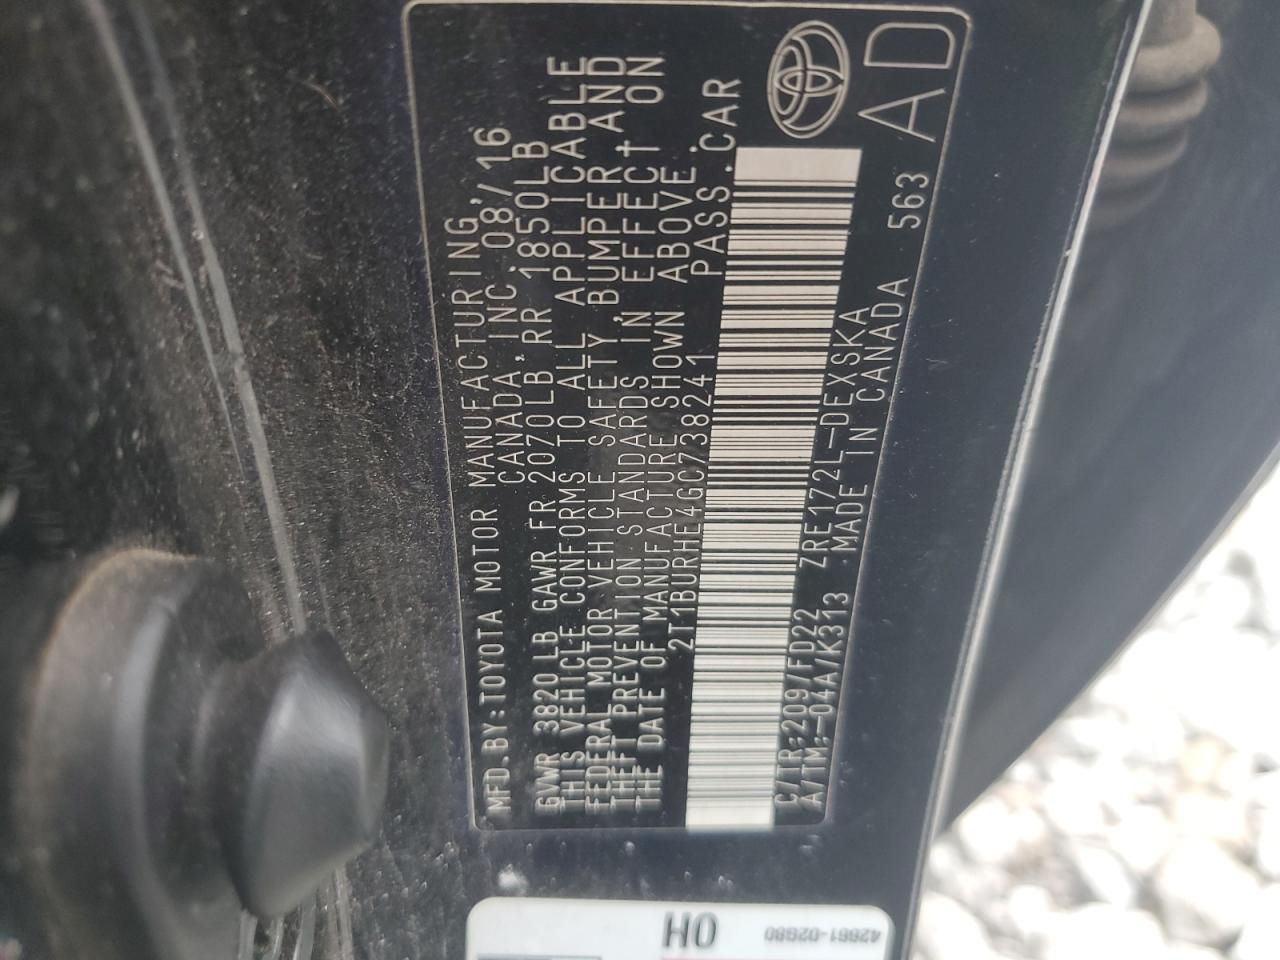 MFD.BY:TOYOTA MOTOR MANUFACTURING,
CANADA,INC. 08/16
GVWR 3820LB GAWR FR 2070LB,RR 1850LB
THIS VEHICLE CONFORMS TO ALL APPLICABLE
FEDERAL MOTOR VEHICLE SAFETY,BUMPER AND
THEFT PREVENTION STANDARDS IN EFFECT ON
THE DATE OF MANUFACTURE SHOWN ABOVE.
2T1BURHE4GC738241 PASS.CAR
C/TR:209/FD22 ZRE172L-DEXSKA
A/TM:-04A/K313 MADE IN CANADA 563
AD
OH
42661-02G80